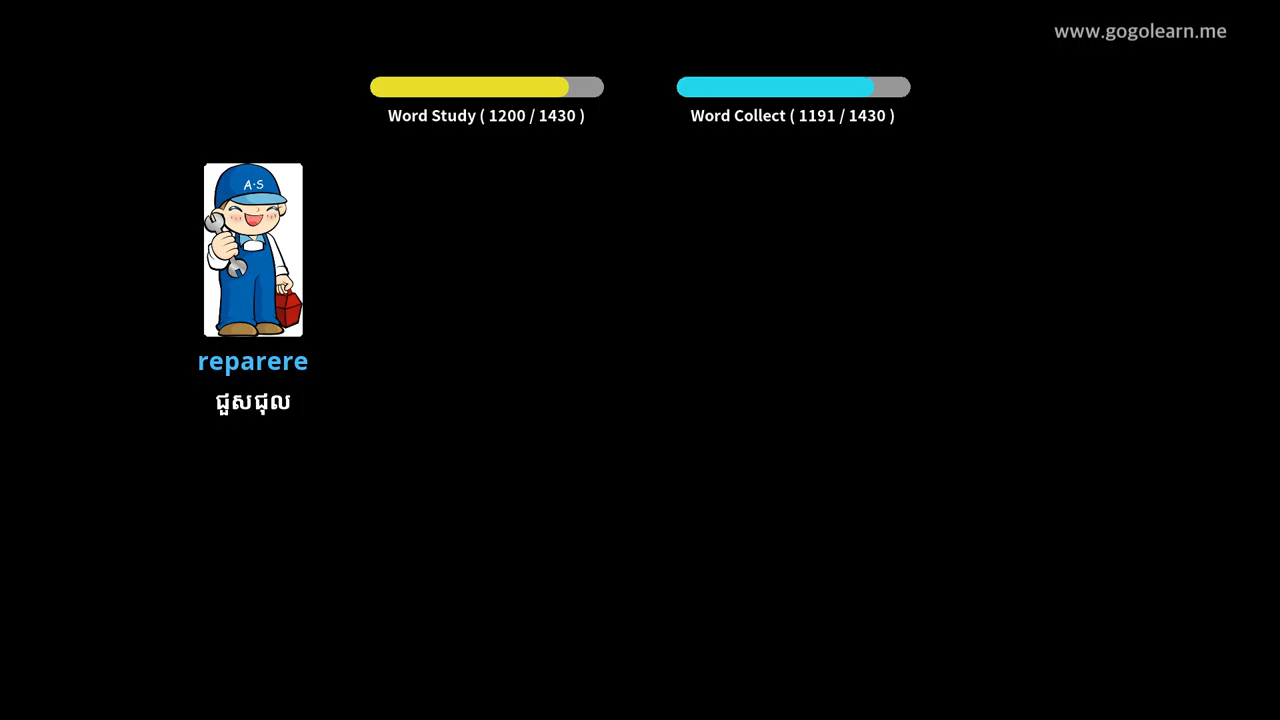 www.gogolearn.me
Word Study ( 1200 / 1430 )
Word Collect ( 1191 / 1430 )
A·S
reparere
ជួសជុល